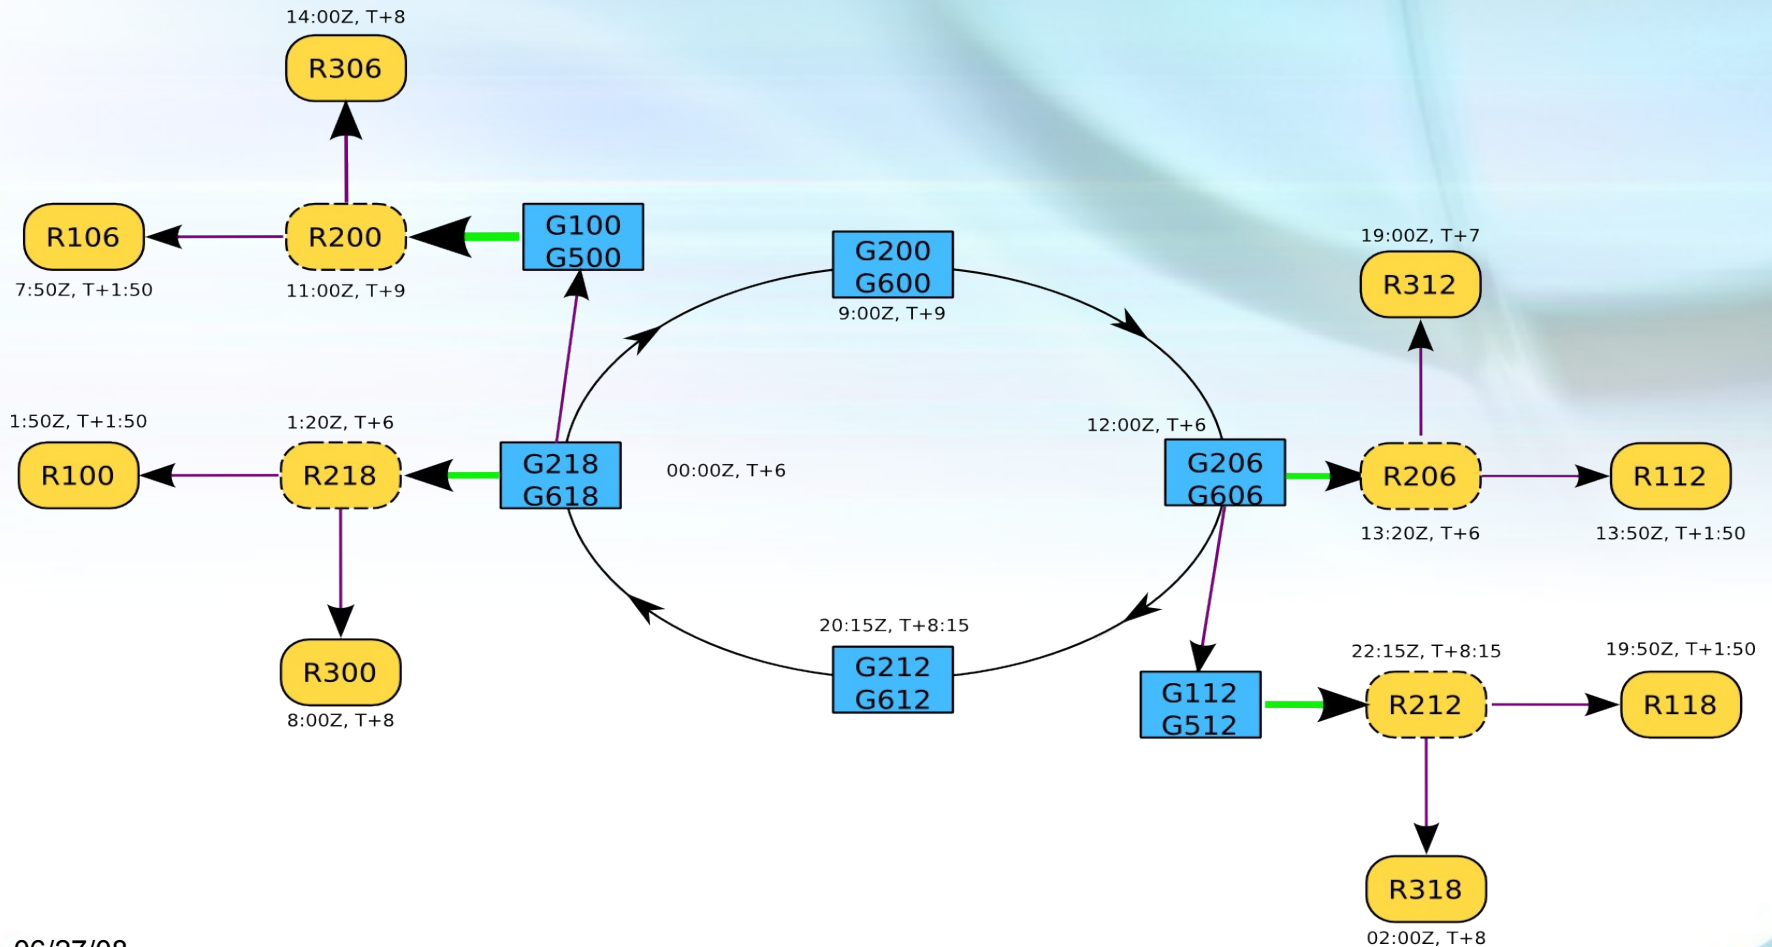 14:00Z, T+8
R306
R106
7:50Z, T+1:50
R200
11:00Z, T+9
G100
G500
G200
G600
9:00Z, T+9
19:00Z, T+7
R312
1:50Z, T+1:50
R100
1:20Z, T+6
R218
G218
G618
00:00Z, T+6
12:00Z, T+6
G206
G606
R206
13:20Z, T+6
R112
13:50Z, T+1:50
R300
8:00Z, T+8
20:15Z, T+8:15
G212
G612
G112
G512
22:15Z, T+8:15
R212
19:50Z, T+1:50
R118
R318
02:00Z, T+8
06/27/08